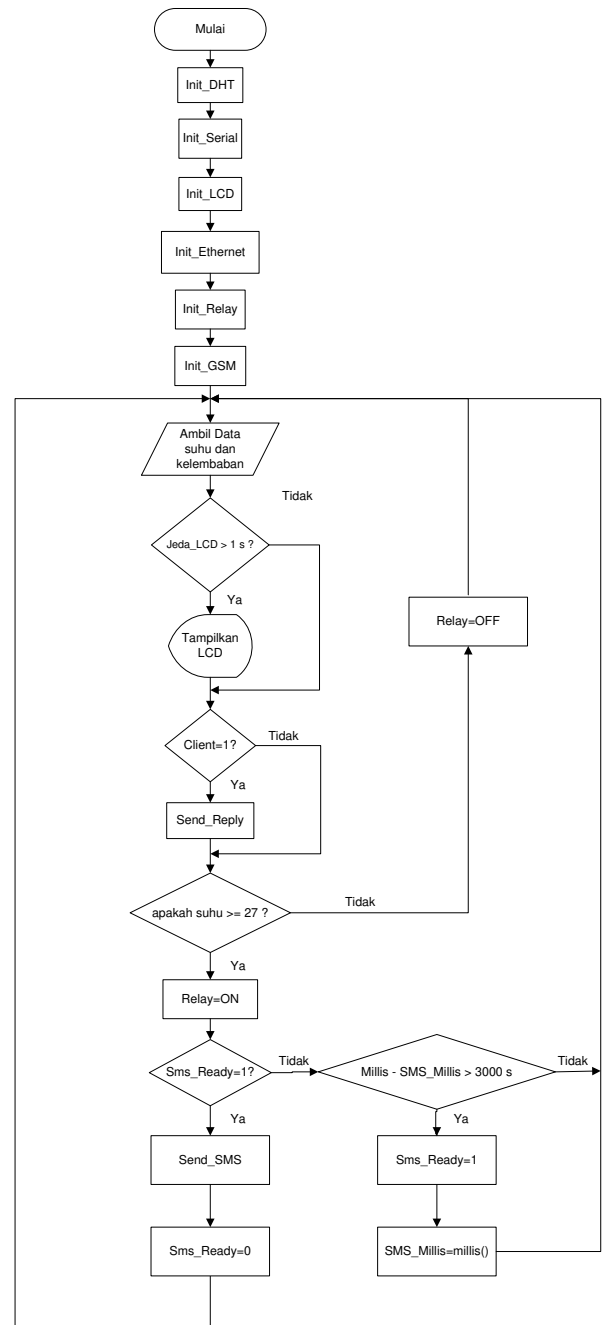 Mulai
Init_DHT
Init_Serial
Init_LCD
Init_Ethernet
Init_Relay
Init_GSM
Ambil Data
suhu dan
kelembaban
Tidak
Jeda_LCD > 1 s ?
Ya
Tampilkan
LCD
Relay=OFF
Client=1?
Tidak
Ya
Send_Reply
apakah suhu >= 27 ?
Tidak
Ya
Relay=ON
Sms_Ready=1?
Tidak
Millis - SMS_Millis > 3000 s
Tidak
Ya
Ya
Send_SMS
Sms_Ready=1
Sms_Ready=0
SMS_Millis=millis()